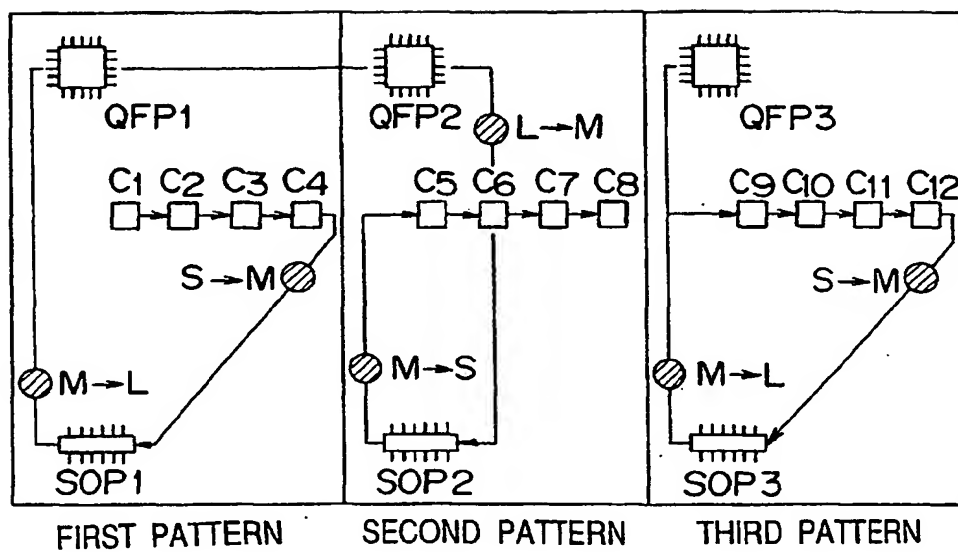 QFP1 QFP2 QFP3
L→M
C1 C2 C3 C4 C5 C6 C7 C8 C9 C10 C11 C12
S→M S→M
M→L M→S M→L
SOP1 SOP2 SOP3
FIRST PATTERN SECOND PATTERN THIRD PATTERN